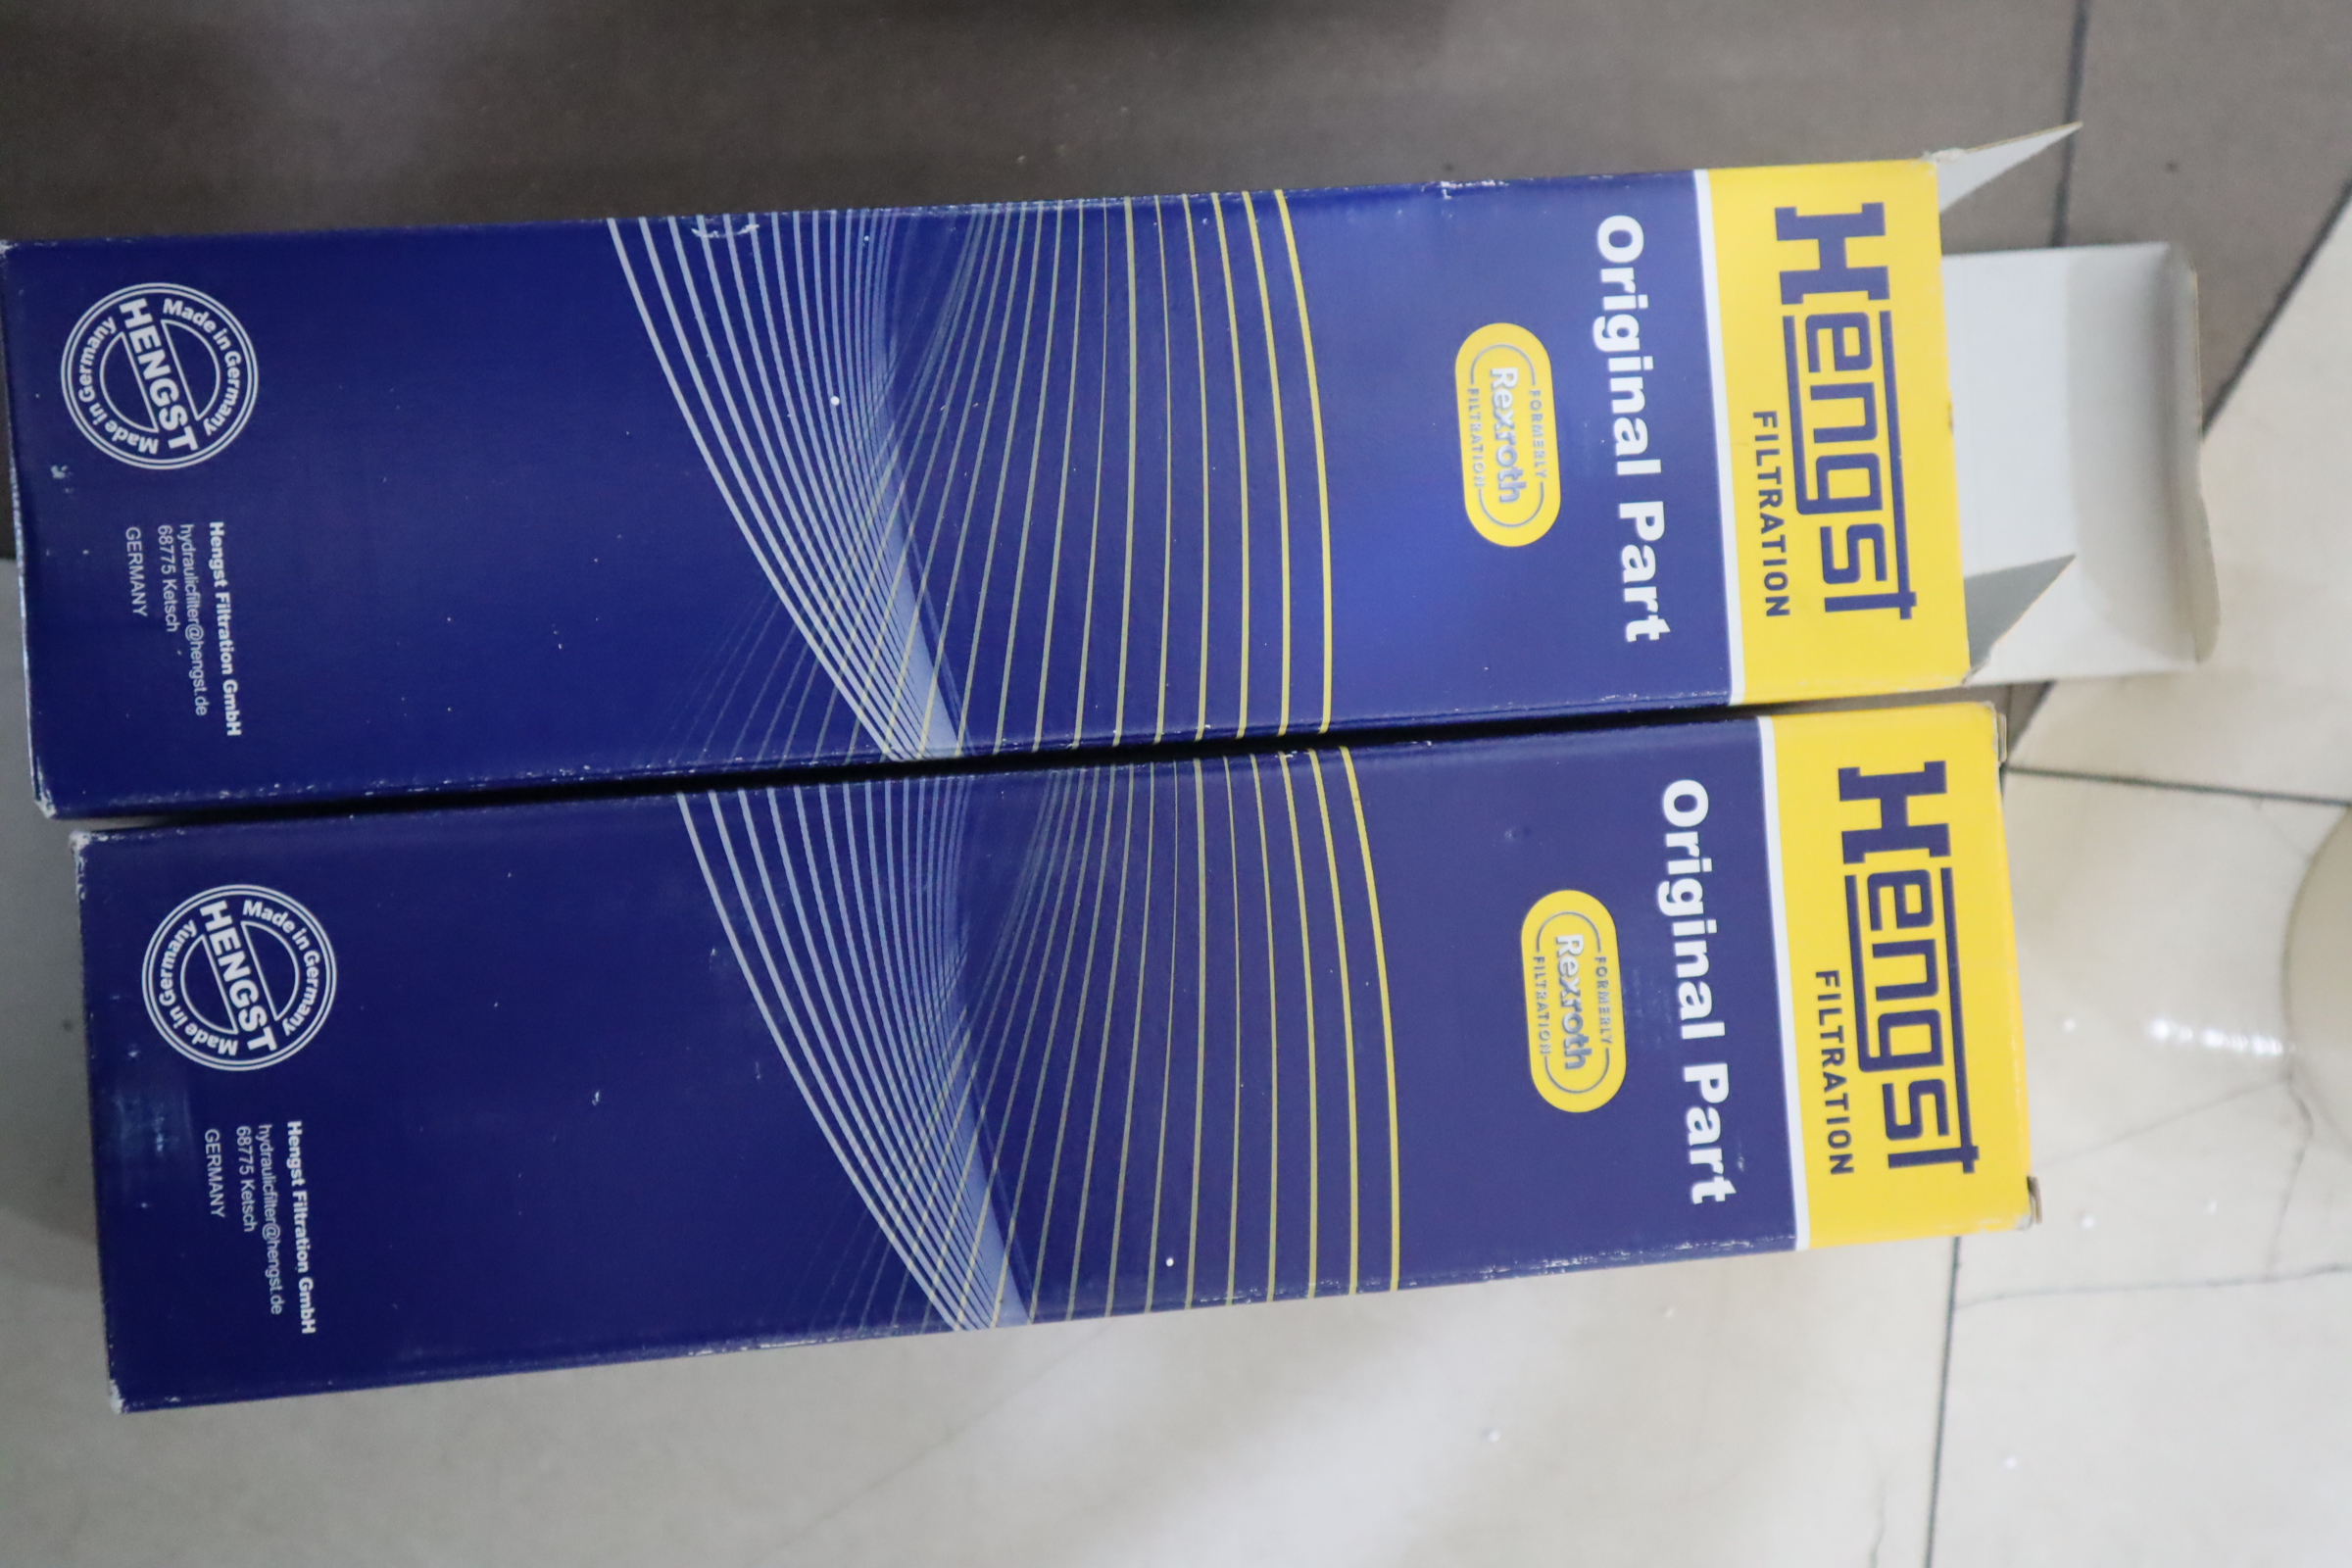 Hengst
FILTRATION
Original Part
FORMERLY
Rexroth
FILTRATION
Made in Germany
HENGST
Made in Germany
Hengst Filtration GmbH
hydraulicfilter@hengst.de
68775 Ketsch
GERMANY
Hengst
FILTRATION
Original Part
FORMERLY
Rexroth
FILTRATION
Made in Germany
HENGST
Made in Germany
Hengst Filtration GmbH
hydraulicfilter@hengst.de
68775 Ketsch
GERMANY